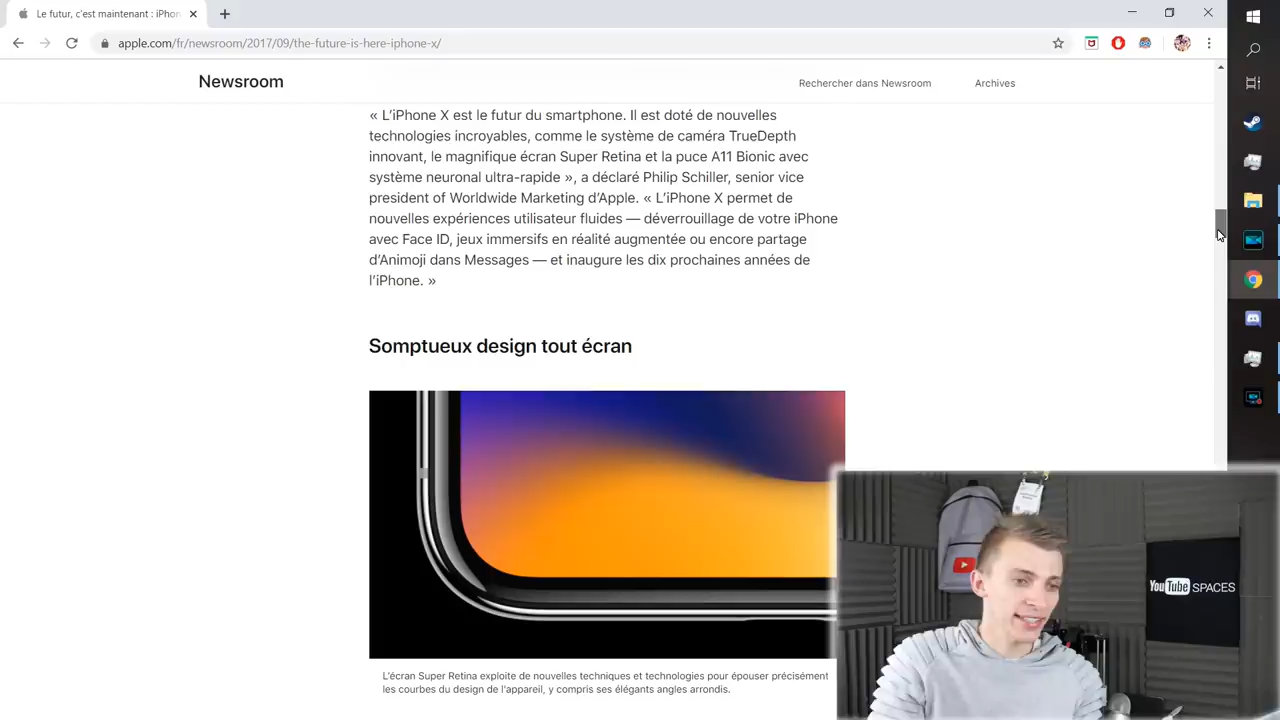 Le futur, c'est maintenant : iPhon
apple.com/fr/newsroom/2017/09/the-future-is-here-iphone-x/
Newsroom
Rechercher dans Newsroom
Archives
« L'iPhone X est le futur du smartphone. Il est doté de nouvelles
technologies incroyables, comme le système de caméra TrueDepth
innovant, le magnifique écran Super Retina et la puce A11 Bionic avec
système neuronal ultra-rapide », a déclaré Philip Schiller, senior vice
president of Worldwide Marketing d'Apple. « L'iPhone X permet de
nouvelles expériences utilisateur fluides — déverrouillage de votre iPhone
avec Face ID, jeux immersifs en réalité augmentée ou encore partage
d'Animoji dans Messages — et inaugure les dix prochaines années de
l'iPhone. »
Somptueux design tout écran
L'écran Super Retina exploite de nouvelles techniques et technologies pour épouser précisément
les courbes du design de l'appareil, y compris ses élégants angles arrondis.
YouTube SPACES